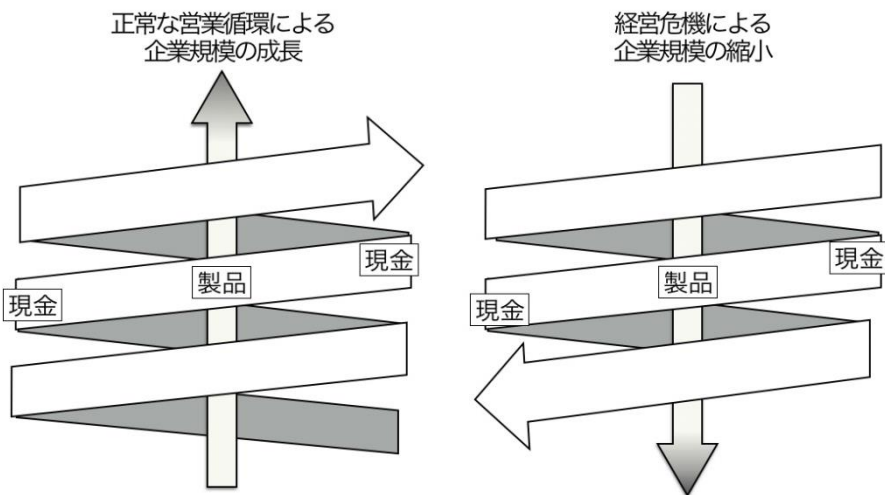 正常な営業循環による
企業規模の成長
現金
製品
現金
経営危機による
企業規模の縮小
現金
製品
現金